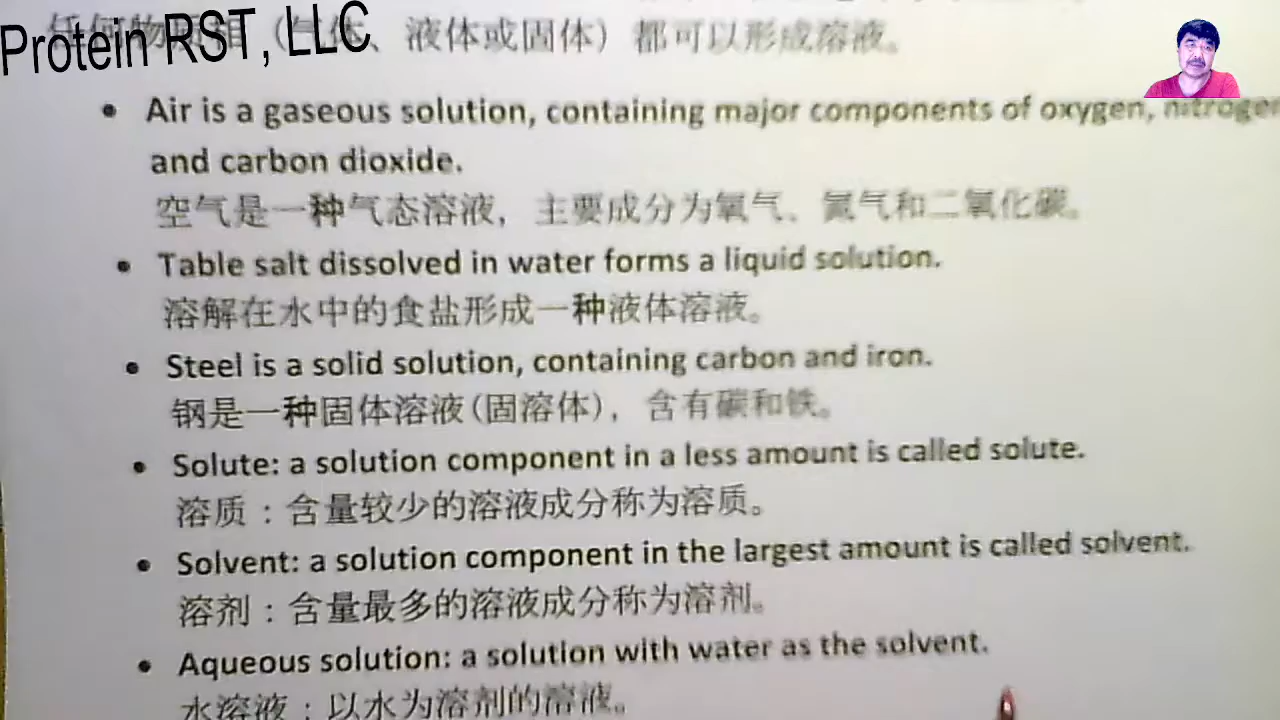 Protein RST, LLC
任何物质相（气体、液体或固体）都可以形成溶液。
• Air is a gaseous solution, containing major components of oxygen, nitrogen
and carbon dioxide.
空气是一种气态溶液，主要成分为氧气、氮气和二氧化碳。
• Table salt dissolved in water forms a liquid solution.
溶解在水中的食盐形成一种液体溶液。
• Steel is a solid solution, containing carbon and iron.
钢是一种固体溶液(固溶体)，含有碳和铁。
• Solute: a solution component in a less amount is called solute.
溶质：含量较少的溶液成分称为溶质。
• Solvent: a solution component in the largest amount is called solvent.
溶剂：含量最多的溶液成分称为溶剂。
• Aqueous solution: a solution with water as the solvent.
水溶液：以水为溶剂的溶液。